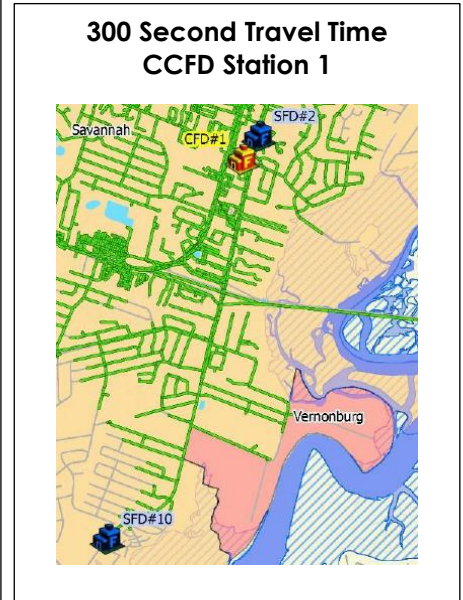 300 Second Travel Time
CCFD Station 1
SFD#2
Savannah
CFD#1
Vernonburg
SFD#10